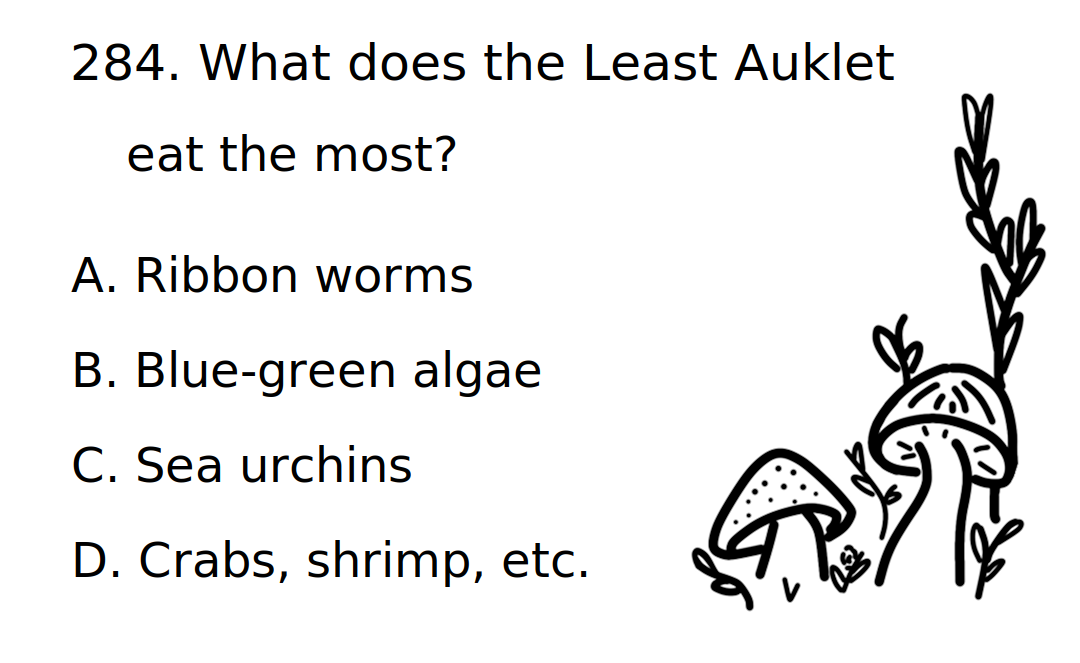 284. What does the Least Auklet
eat the most?
A. Ribbon worms
B. Blue-green algae
C. Sea urchins
D. Crabs, shrimp, etc.